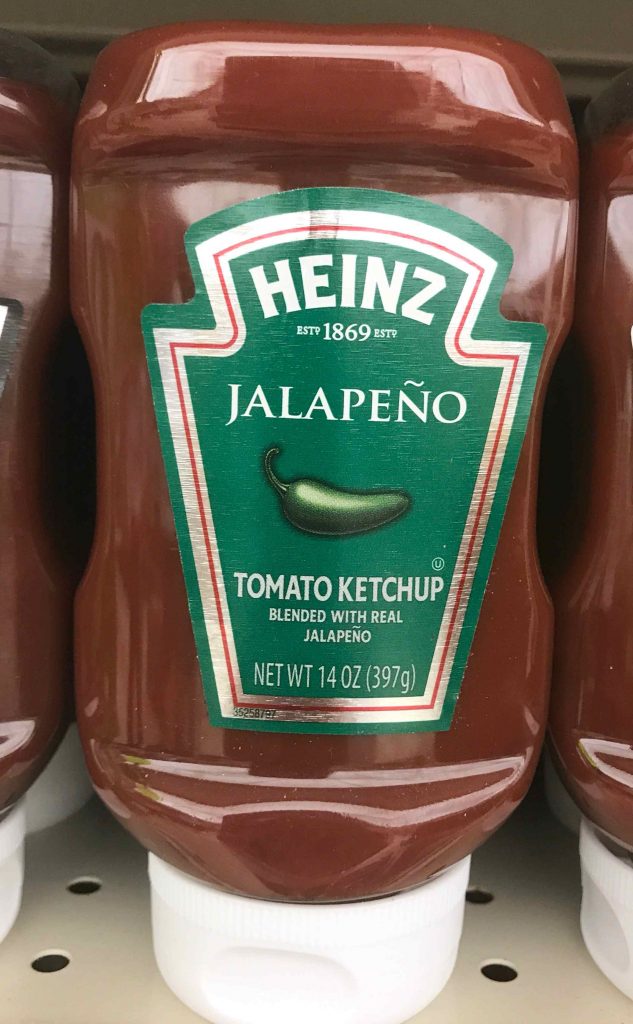 HEINZ
ESTD 1869 ESTD
JALAPEÑO
U
TOMATO KETCHUP
BLENDED WITH REAL
JALAPEÑO
NET WT 14 OZ (397g)